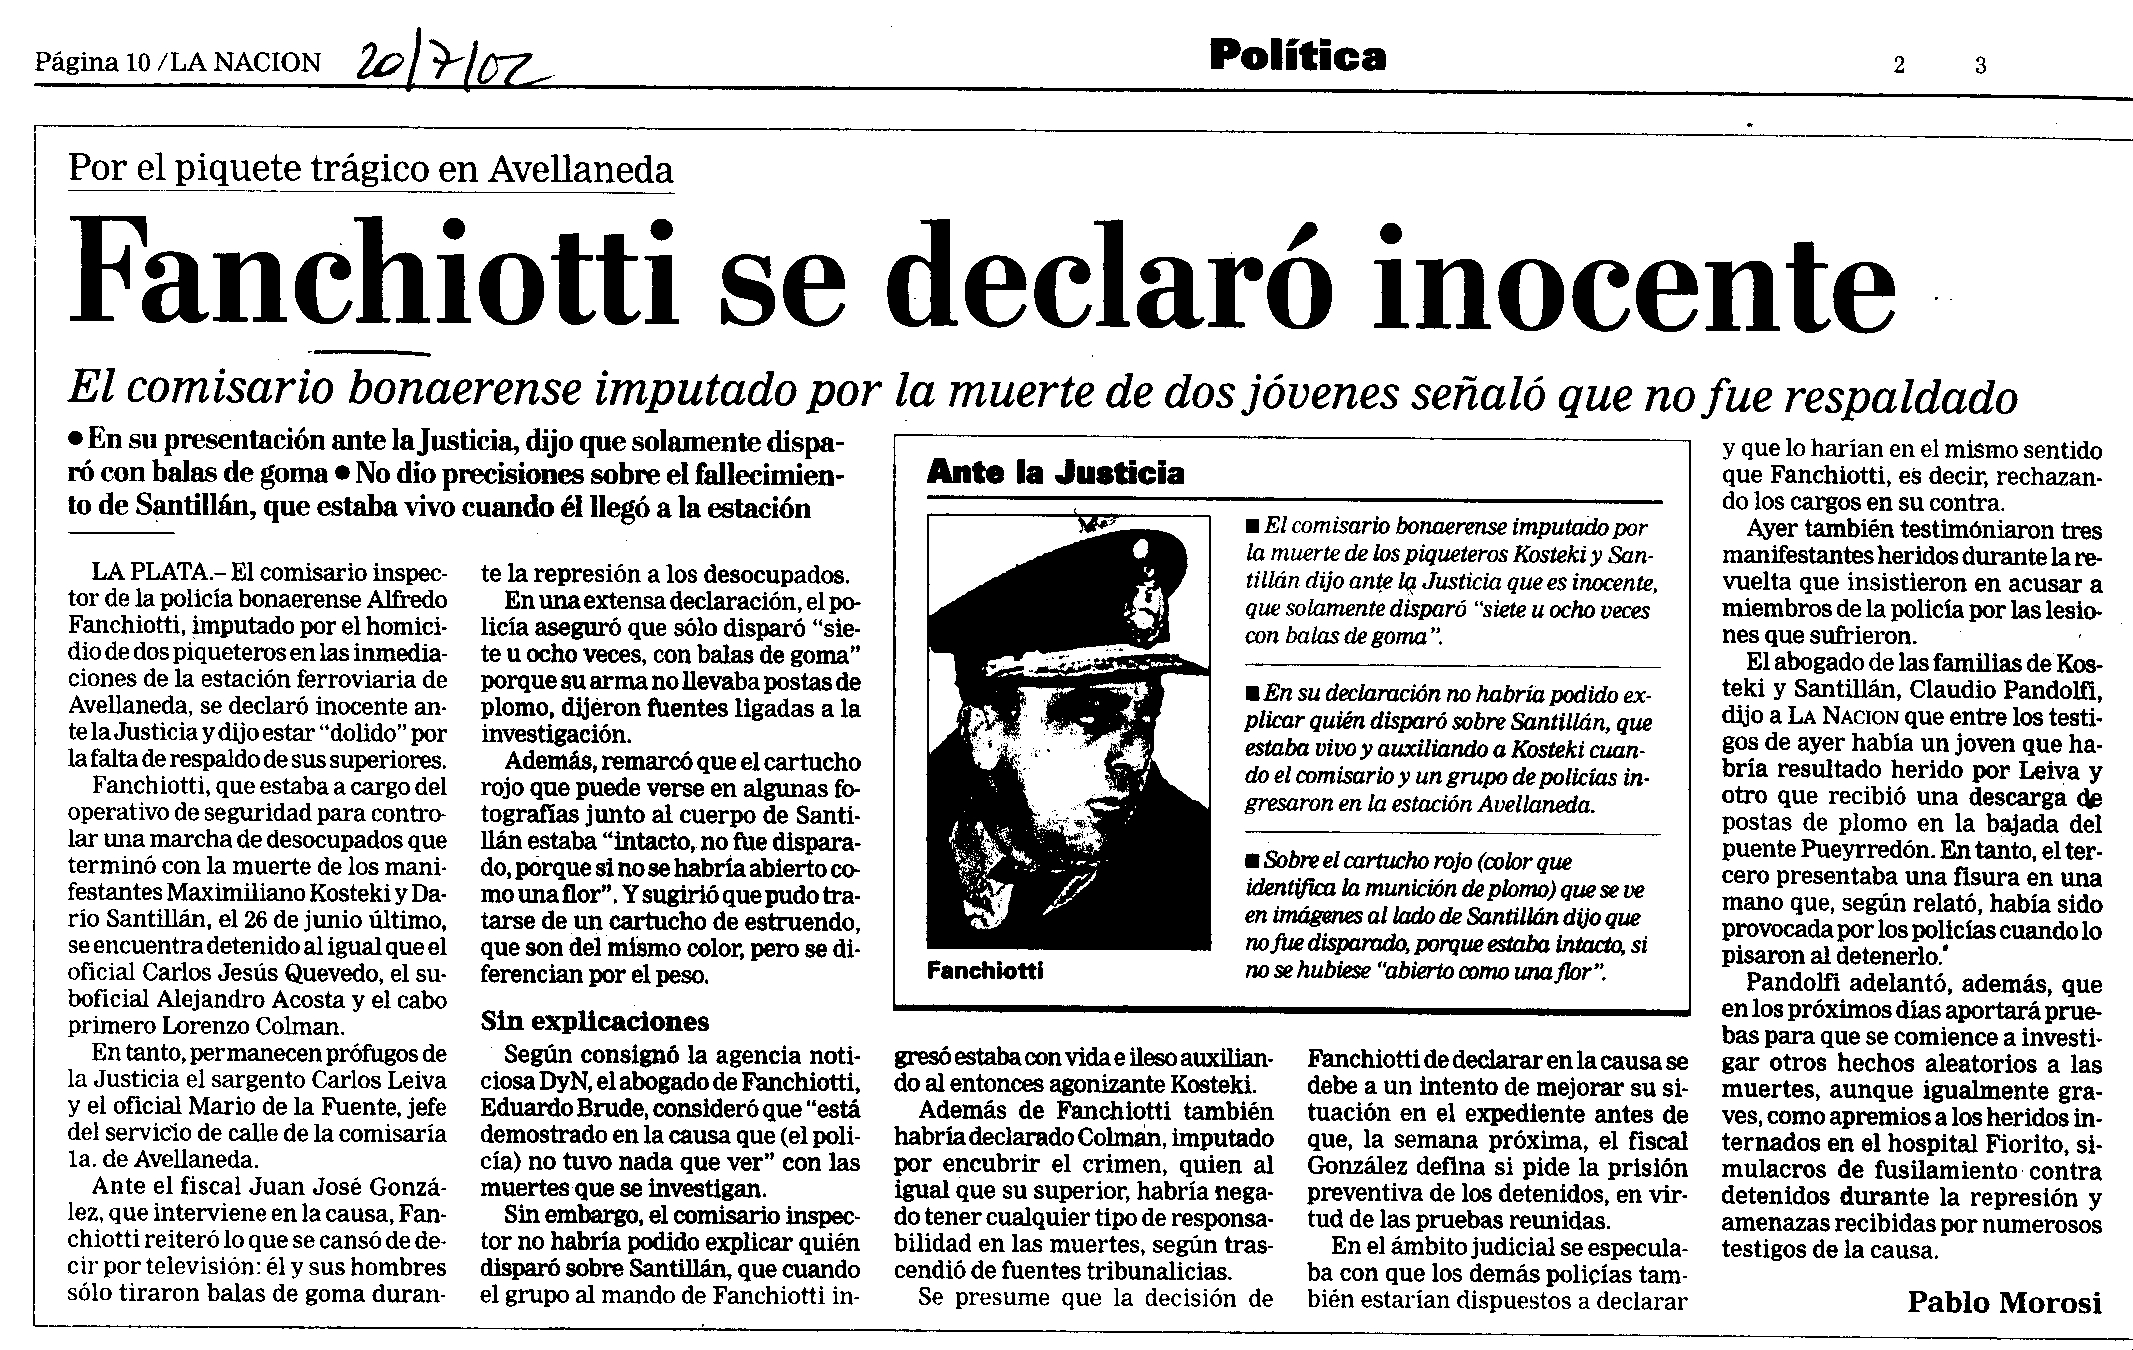 Página 10 / LA NACION 20/7/02 Política 2 3
Por el piquete trágico en Avellaneda
Fanchiotti se declaró inocente
El comisario bonaerense imputado por la muerte de dos jóvenes señaló que no fue respaldado
● En su presentación ante la Justicia, dijo que solamente dispa-
ró con balas de goma ● No dio precisiones sobre el fallecimien-
to de Santillán, que estaba vivo cuando él llegó a la estación
LA PLATA.– El comisario inspec-
tor de la policía bonaerense Alfredo
Fanchiotti, imputado por el homici-
dio de dos piqueteros en las inmedia-
ciones de la estación ferroviaria de
Avellaneda, se declaró inocente an-
te la Justicia y dijo estar “dolido” por
la falta de respaldo de sus superiores.
Fanchiotti, que estaba a cargo del
operativo de seguridad para contro-
lar una marcha de desocupados que
terminó con la muerte de los mani-
festantes Maximiliano Kosteki y Da-
río Santillán, el 26 de junio último,
se encuentra detenido al igual que el
oficial Carlos Jesús Quevedo, el su-
boficial Alejandro Acosta y el cabo
primero Lorenzo Colman.
En tanto, permanecen prófugos de
la Justicia el sargento Carlos Leiva
y el oficial Mario de la Fuente, jefe
del servicio de calle de la comisaría
1a. de Avellaneda.
Ante el fiscal Juan José Gonzá-
lez, que interviene en la causa, Fan-
chiotti reiteró lo que se cansó de de-
cir por televisión: él y sus hombres
sólo tiraron balas de goma duran-
te la represión a los desocupados.
En una extensa declaración, el po-
licía aseguró que sólo disparó “sie-
te u ocho veces, con balas de goma”
porque su arma no llevaba postas de
plomo, dijeron fuentes ligadas a la
investigación.
Además, remarcó que el cartucho
rojo que puede verse en algunas fo-
tografías junto al cuerpo de Santi-
llán estaba “intacto, no fue dispara-
do, porque si no se habría abierto co-
mo una flor”. Y sugirió que pudo tra-
tarse de un cartucho de estruendo,
que son del mismo color, pero se di-
ferencian por el peso.
Sin explicaciones
Según consignó la agencia noti-
ciosa DyN, el abogado de Fanchiotti,
Eduardo Brude, consideró que “está
demostrado en la causa que (el poli-
cía) no tuvo nada que ver” con las
muertes que se investigan.
Sin embargo, el comisario inspec-
tor no habría podido explicar quién
disparó sobre Santillán, que cuando
el grupo al mando de Fanchiotti in-
Ante la Justicia
Fanchiotti
■ El comisario bonaerense imputado por
la muerte de los piqueteros Kosteki y San-
tillán dijo ante la Justicia que es inocente,
que solamente disparó “siete u ocho veces
con balas de goma”.
■ En su declaración no habría podido ex-
plicar quién disparó sobre Santillán, que
estaba vivo y auxiliando a Kosteki cuan-
do el comisario y un grupo de policías in-
gresaron en la estación Avellaneda.
■ Sobre el cartucho rojo (color que
identifica la munición de plomo) que se ve
en imágenes al lado de Santillán dijo que
no fue disparado, porque estaba intacto, si
no se hubiese “abierto como una flor”.
gresó estaba con vida e ileso auxilian-
do al entonces agonizante Kosteki.
Además de Fanchiotti también
habría declarado Colman, imputado
por encubrir el crimen, quien al
igual que su superior, habría nega-
do tener cualquier tipo de responsa-
bilidad en las muertes, según tras-
cendió de fuentes tribunalicias.
Se presume que la decisión de
Fanchiotti de declarar en la causa se
debe a un intento de mejorar su si-
tuación en el expediente antes de
que, la semana próxima, el fiscal
González defina si pide la prisión
preventiva de los detenidos, en vir-
tud de las pruebas reunidas.
En el ámbito judicial se especula-
ba con que los demás policías tam-
bién estarían dispuestos a declarar
y que lo harían en el mismo sentido
que Fanchiotti, es decir, rechazan-
do los cargos en su contra.
Ayer también testimóniaron tres
manifestantes heridos durante la re-
vuelta que insistieron en acusar a
miembros de la policía por las lesio-
nes que sufrieron.
El abogado de las familias de Kos-
teki y Santillán, Claudio Pandolfi,
dijo a LA NACION que entre los testi-
gos de ayer había un joven que ha-
bría resultado herido por Leiva y
otro que recibió una descarga de
postas de plomo en la bajada del
puente Pueyrredón. En tanto, el ter-
cero presentaba una fisura en una
mano que, según relató, había sido
provocada por los policías cuando lo
pisaron al detenerlo.
Pandolfi adelantó, además, que
en los próximos días aportará prue-
bas para que se comience a investi-
gar otros hechos aleatorios a las
muertes, aunque igualmente gra-
ves, como apremios a los heridos in-
ternados en el hospital Fiorito, si-
mulacros de fusilamiento contra
detenidos durante la represión y
amenazas recibidas por numerosos
testigos de la causa.
Pablo Morosi